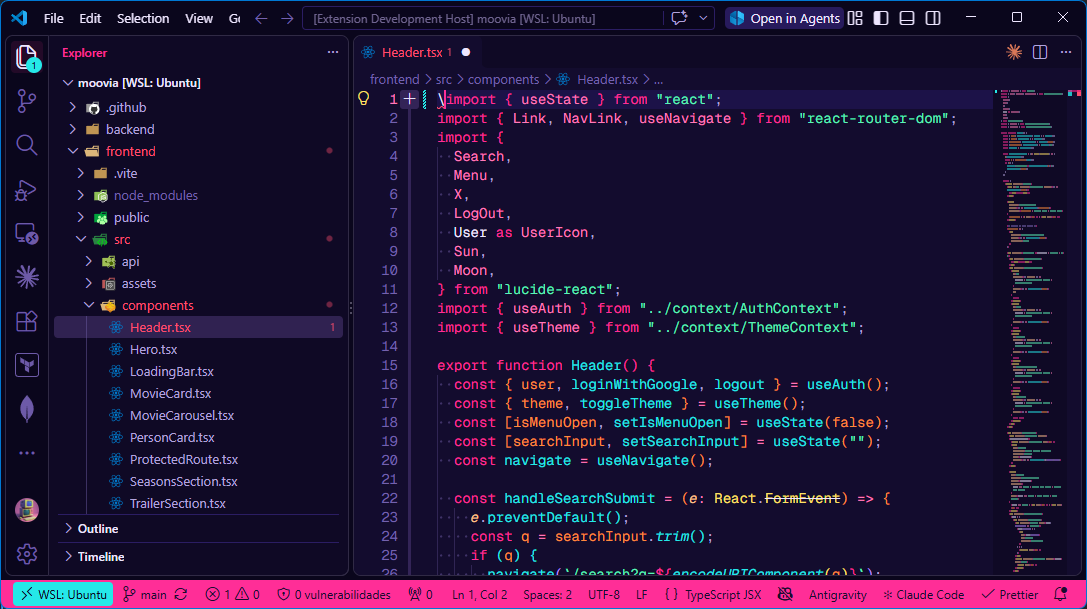 File Edit Selection View G
[Extension Development Host] moovia [WSL: Ubuntu]
Open in Agents
Explorer
moovia [WSL: Ubuntu]
.github
backend
frontend
.vite
node_modules
public
src
api
assets
components
Header.tsx 1
Hero.tsx
LoadingBar.tsx
MovieCard.tsx
MovieCarousel.tsx
PersonCard.tsx
ProtectedRoute.tsx
SeasonsSection.tsx
TrailerSection.tsx
Outline
Timeline
1
Header.tsx 1
frontend > src > components > Header.tsx > ...
1 \import { useState } from "react";
2 import { Link, NavLink, useNavigate } from "react-router-dom";
3 import {
4 Search,
5 Menu,
6 X,
7 LogOut,
8 User as UserIcon,
9 Sun,
10 Moon,
11 } from "lucide-react";
12 import { useAuth } from "../context/AuthContext";
13 import { useTheme } from "../context/ThemeContext";
14
15 export function Header() {
16 const { user, loginWithGoogle, logout } = useAuth();
17 const { theme, toggleTheme } = useTheme();
18 const [isMenuOpen, setIsMenuOpen] = useState(false);
19 const [searchInput, setSearchInput] = useState("");
20 const navigate = useNavigate();
21
22 const handleSearchSubmit = (e: React.FormEvent) => {
23 e.preventDefault();
24 const q = searchInput.trim();
25 if (q) {
26 navigate(`/search?q=${encodeURIComponent(q)}`);
WSL: Ubuntu main 1 0 0 vulnerabilidades 0 Ln 1, Col 2 Spaces: 2 UTF-8 LF { } TypeScript JSX Antigravity Claude Code Prettier